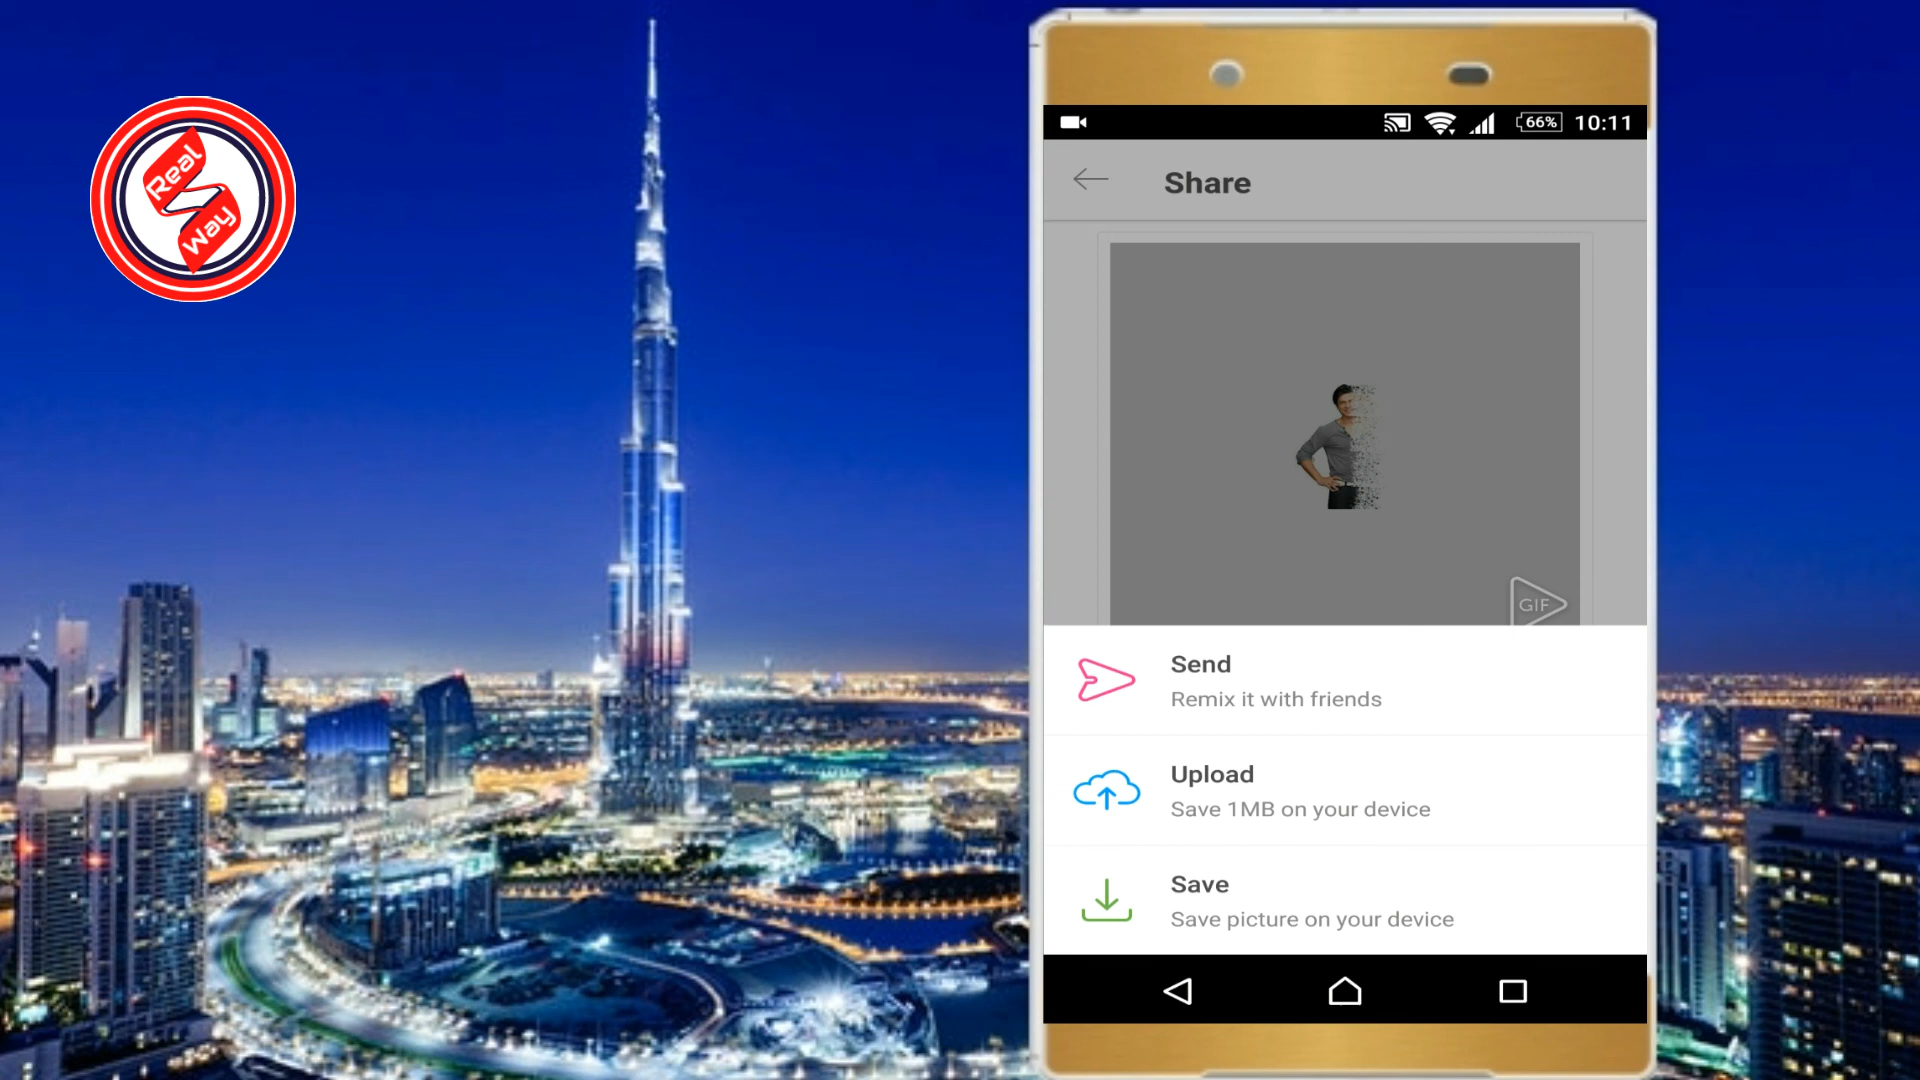 Real
Way
66% 10:11
Share
GIF
Send
Remix it with friends
Upload
Save 1MB on your device
Save
Save picture on your device